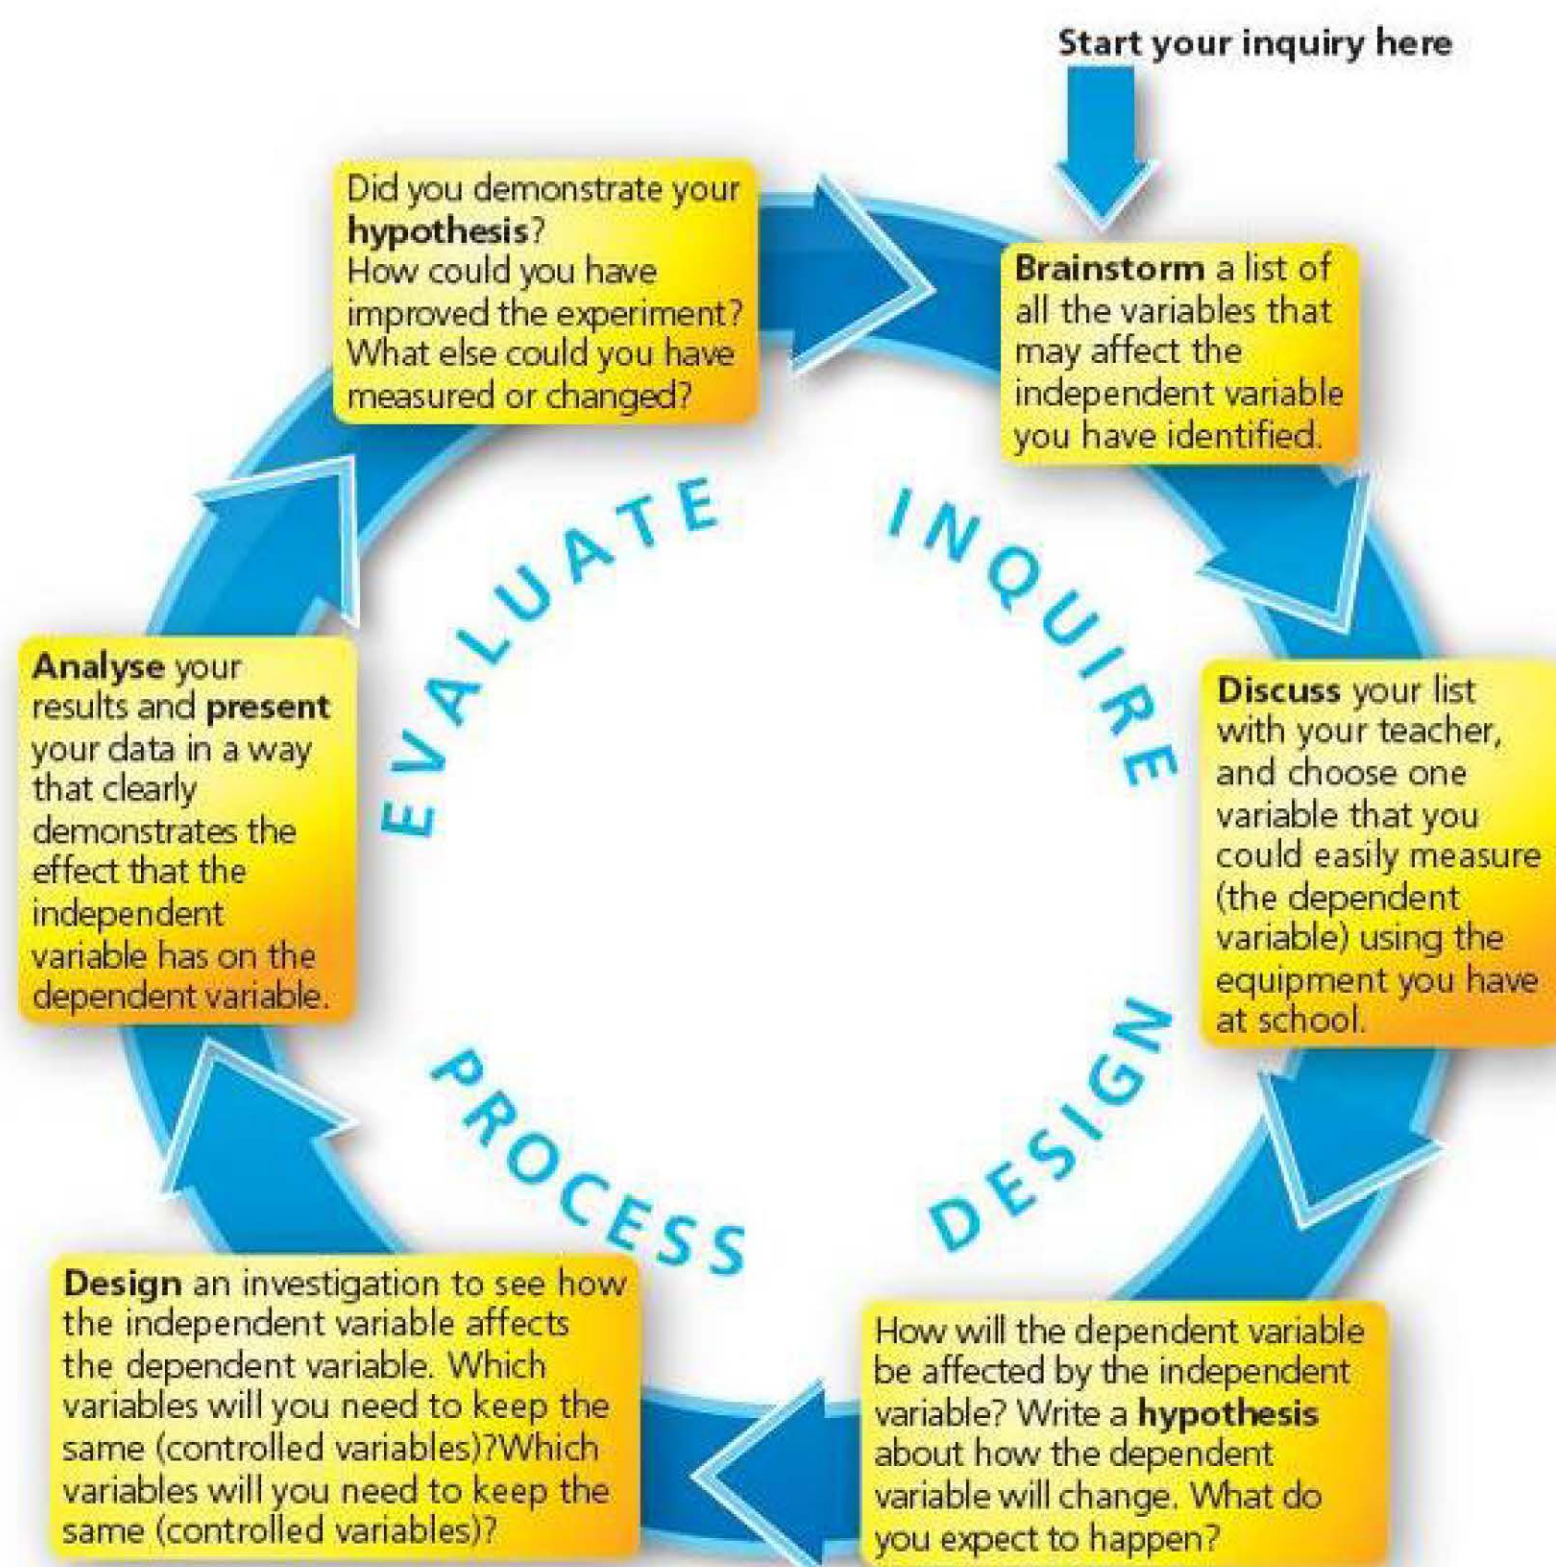 Start your inquiry here
Brainstorm a list of
all the variables that
may affect the
independent variable
you have identified.
Discuss your list
with your teacher,
and choose one
variable that you
could easily measure
(the dependent
variable) using the
equipment you have
at school.
How will the dependent variable
be affected by the independent
variable? Write a hypothesis
about how the dependent
variable will change. What do
you expect to happen?
Design an investigation to see how
the independent variable affects
the dependent variable. Which
variables will you need to keep the
same (controlled variables)?Which
variables will you need to keep the
same (controlled variables)?
Analyse your
results and present
your data in a way
that clearly
demonstrates the
effect that the
independent
variable has on the
dependent variable.
Did you demonstrate your
hypothesis?
How could you have
improved the experiment?
What else could you have
measured or changed?
INQUIRE
DESIGN
PROCESS
EVALUATE